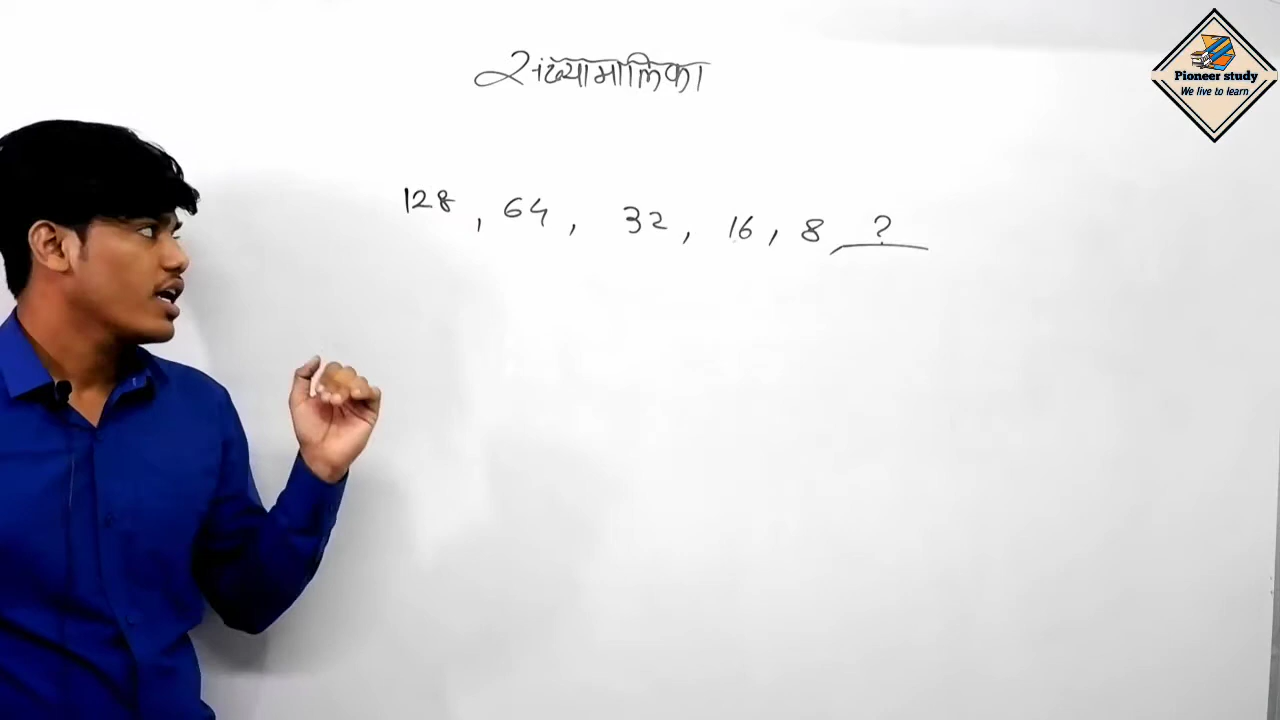 संख्यामालिका
128, 64, 32, 16, 8 ?
Pioneer study
We live to learn